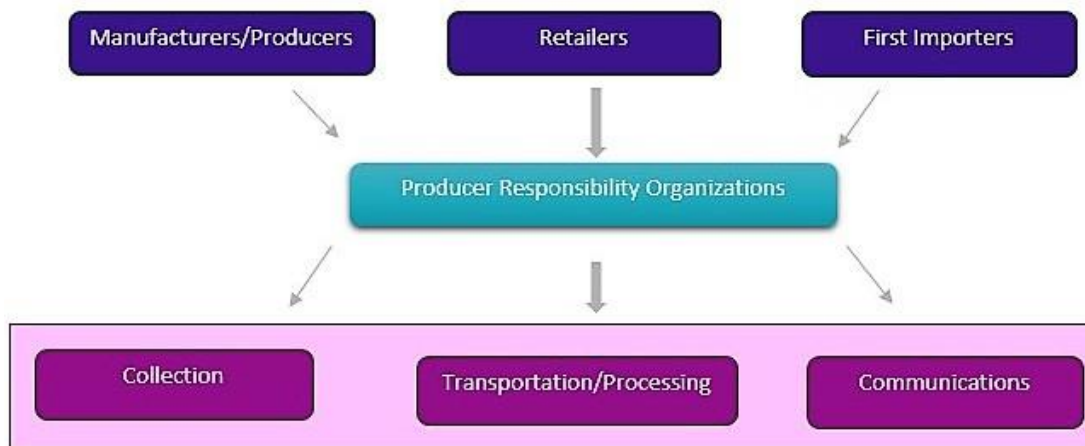 Manufacturers/Producers
Retailers
First Importers
Producer Responsibility Organizations
Collection
Transportation/Processing
Communications